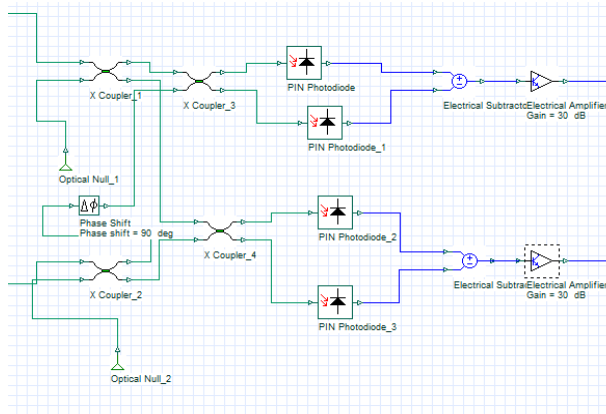 X Coupler_1
X Coupler_3
PIN Photodiode
Electrical Subtracto
Electrical Amplifier
Gain = 30 dB
PIN Photodiode_1
Optical Null_1
Phase Shift
Phase shift = 90 deg
X Coupler_4
PIN Photodiode_2
X Coupler_2
Electrical Subtra
Electrical Amplifier
Gain = 30 dB
PIN Photodiode_3
Optical Null_2